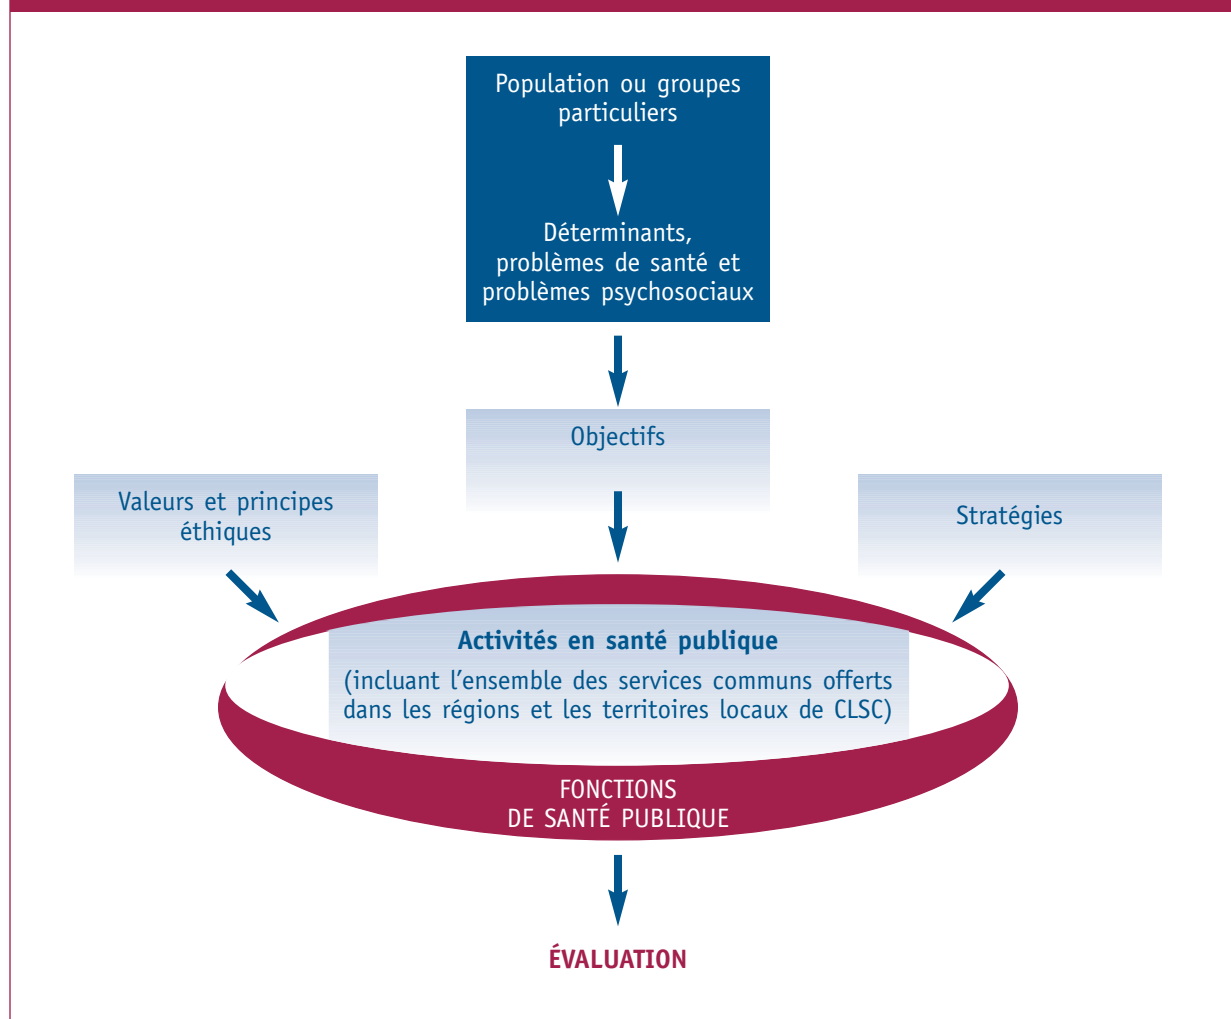 Population ou groupes
particuliers
Déterminants,
problèmes de santé et
problèmes psychosociaux
Objectifs
Valeurs et principes
éthiques
Stratégies
Activités en santé publique
(incluant l'ensemble des services communs offerts
dans les régions et les territoires locaux de CLSC)
FONCTIONS
DE SANTÉ PUBLIQUE
ÉVALUATION